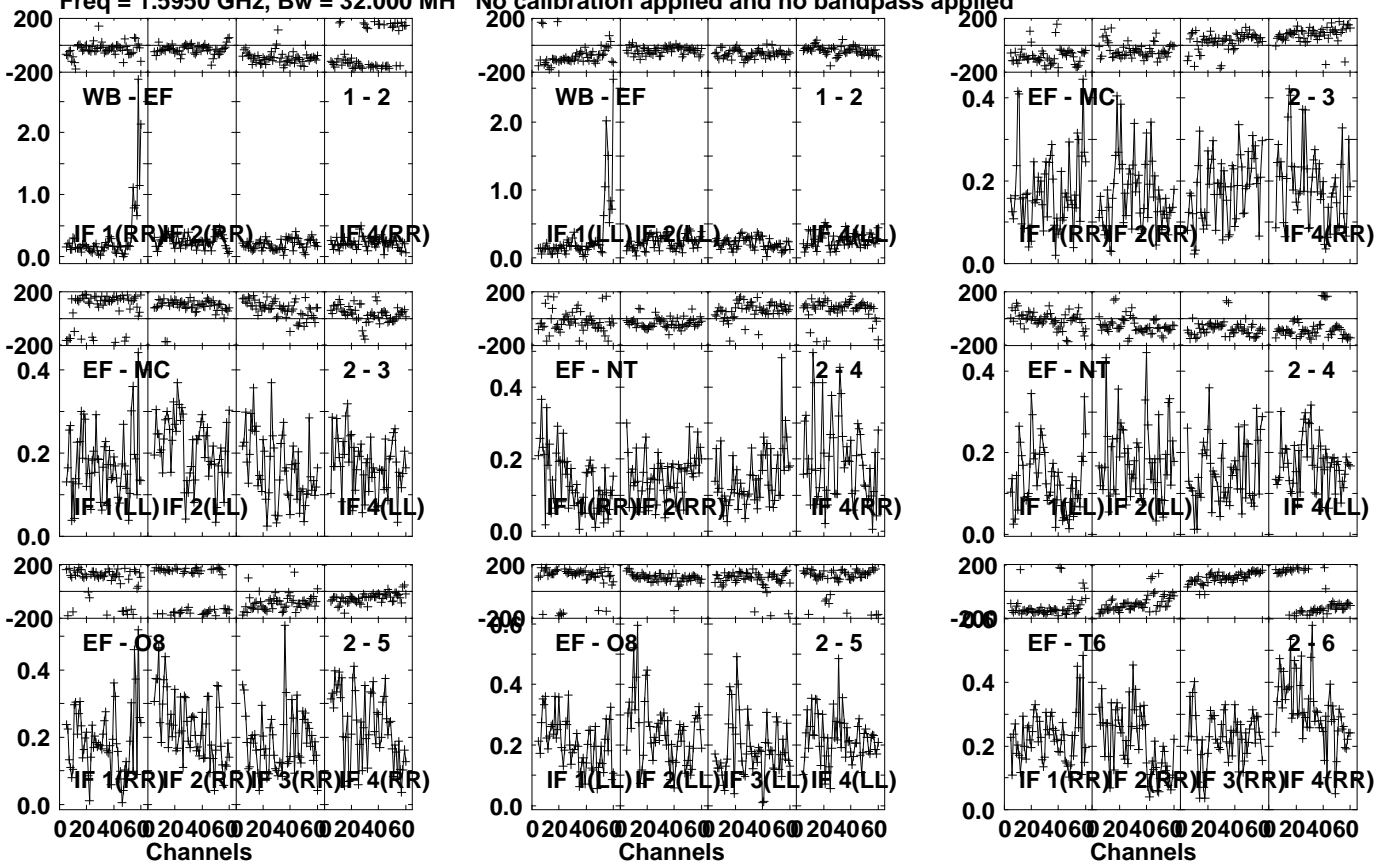 Freq = 1.5950 GHz, Bw = 32.000 MH No calibration applied and no bandpass applied
200 200 200
-200 -200 -200
WB - EF 1 - 2 WB - EF 1 - 2 EF - MC 2 - 3
2.0 2.0 0.4
1.0 1.0 0.2
IF 1(RR) IF 2(RR) IF 4(RR) IF 1(LL) IF 2(LL) IF 4(LL) IF 1(RR) IF 2(RR) IF 4(RR)
0.0 0.0 0.0
200 200 200
-200 -200 -200
EF - MC 2 - 3 EF - NT 2 - 4 EF - NT 2 - 4
0.4 0.4 0.4
0.2 0.2 0.2
IF 1(LL) IF 2(LL) IF 4(LL) IF 1(RR) IF 2(RR) IF 4(RR) IF 1(LL) IF 2(LL) IF 4(LL)
0.0 0.0 0.0
200 200 200
-200 -200 0.6 -200 0.6
EF - O8 2 - 5 EF - O8 2 - 5 EF - T6 2 - 6
0.4 0.4 0.4
0.2 0.2 0.2
IF 1(RR) IF 2(RR) IF 3(RR) IF 4(RR) IF 1(LL) IF 2(LL) IF 3(LL) IF 4(LL) IF 1(RR) IF 2(RR) IF 3(RR) IF 4(RR)
0.0 0.0 0.0
0 20 40 60 0 20 40 60 0 20 40 60 0 20 40 60 0 20 40 60 0 20 40 60 0 20 40 60 0 20 40 60 0 20 40 60 0 20 40 60 0 20 40 60 0 20 40 60
Channels Channels Channels